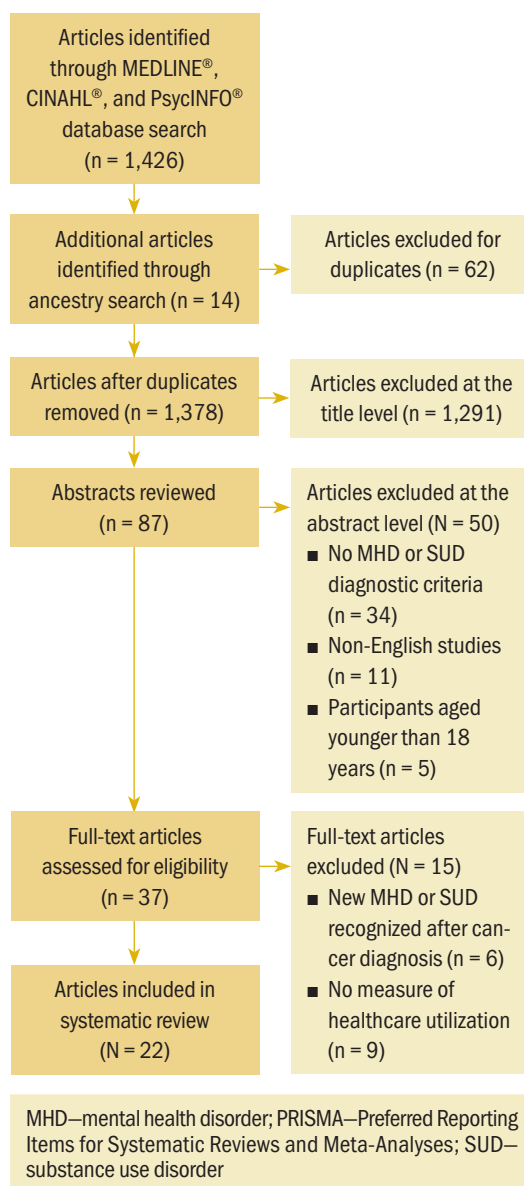 Articles identified
through MEDLINE®,
CINAHL®, and PsycINFO®
database search
(n = 1,426)
Additional articles
identified through
ancestry search (n = 14)
Articles excluded for
duplicates (n = 62)
Articles after duplicates
removed (n = 1,378)
Articles excluded at the
title level (n = 1,291)
Abstracts reviewed
(n = 87)
Articles excluded at the
abstract level (N = 50)
■ No MHD or SUD
diagnostic criteria
(n = 34)
■ Non-English studies
(n = 11)
■ Participants aged
younger than 18
years (n = 5)
Full-text articles
assessed for eligibility
(n = 37)
Full-text articles
excluded (N = 15)
■ New MHD or SUD
recognized after can-
cer diagnosis (n = 6)
■ No measure of
healthcare utilization
(n = 9)
Articles included in
systematic review
(N = 22)
MHD—mental health disorder; PRISMA—Preferred Reporting
Items for Systematic Reviews and Meta-Analyses; SUD—
substance use disorder